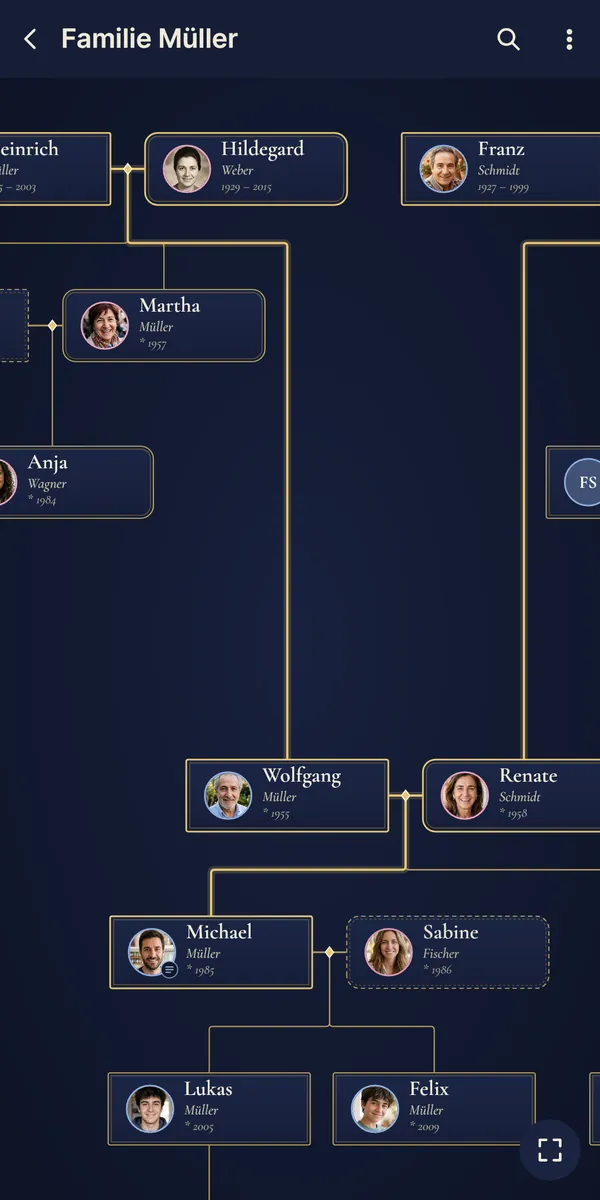 Familie Müller
einrich
ller
5 – 2003
Hildegard
Weber
1929 – 2015
Franz
Schmidt
1927 – 1999
Martha
Müller
* 1957
Anja
Wagner
* 1984
FS
Wolfgang
Müller
* 1955
Renate
Schmidt
* 1958
Michael
Müller
* 1985
Sabine
Fischer
* 1986
Lukas
Müller
* 2005
Felix
Müller
* 2009